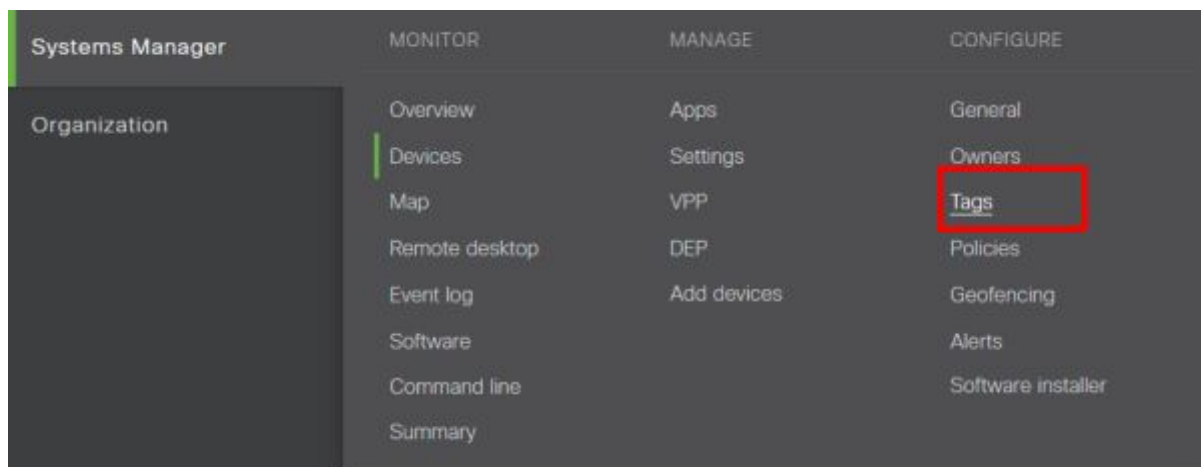 Systems Manager
Organization
MONITOR
Overview
Devices
Map
Remote desktop
Event log
Software
Command line
Summary
MANAGE
Apps
Settings
VPP
DEP
Add devices
CONFIGURE
General
Owners
Tags
Policies
Geofencing
Alerts
Software installer